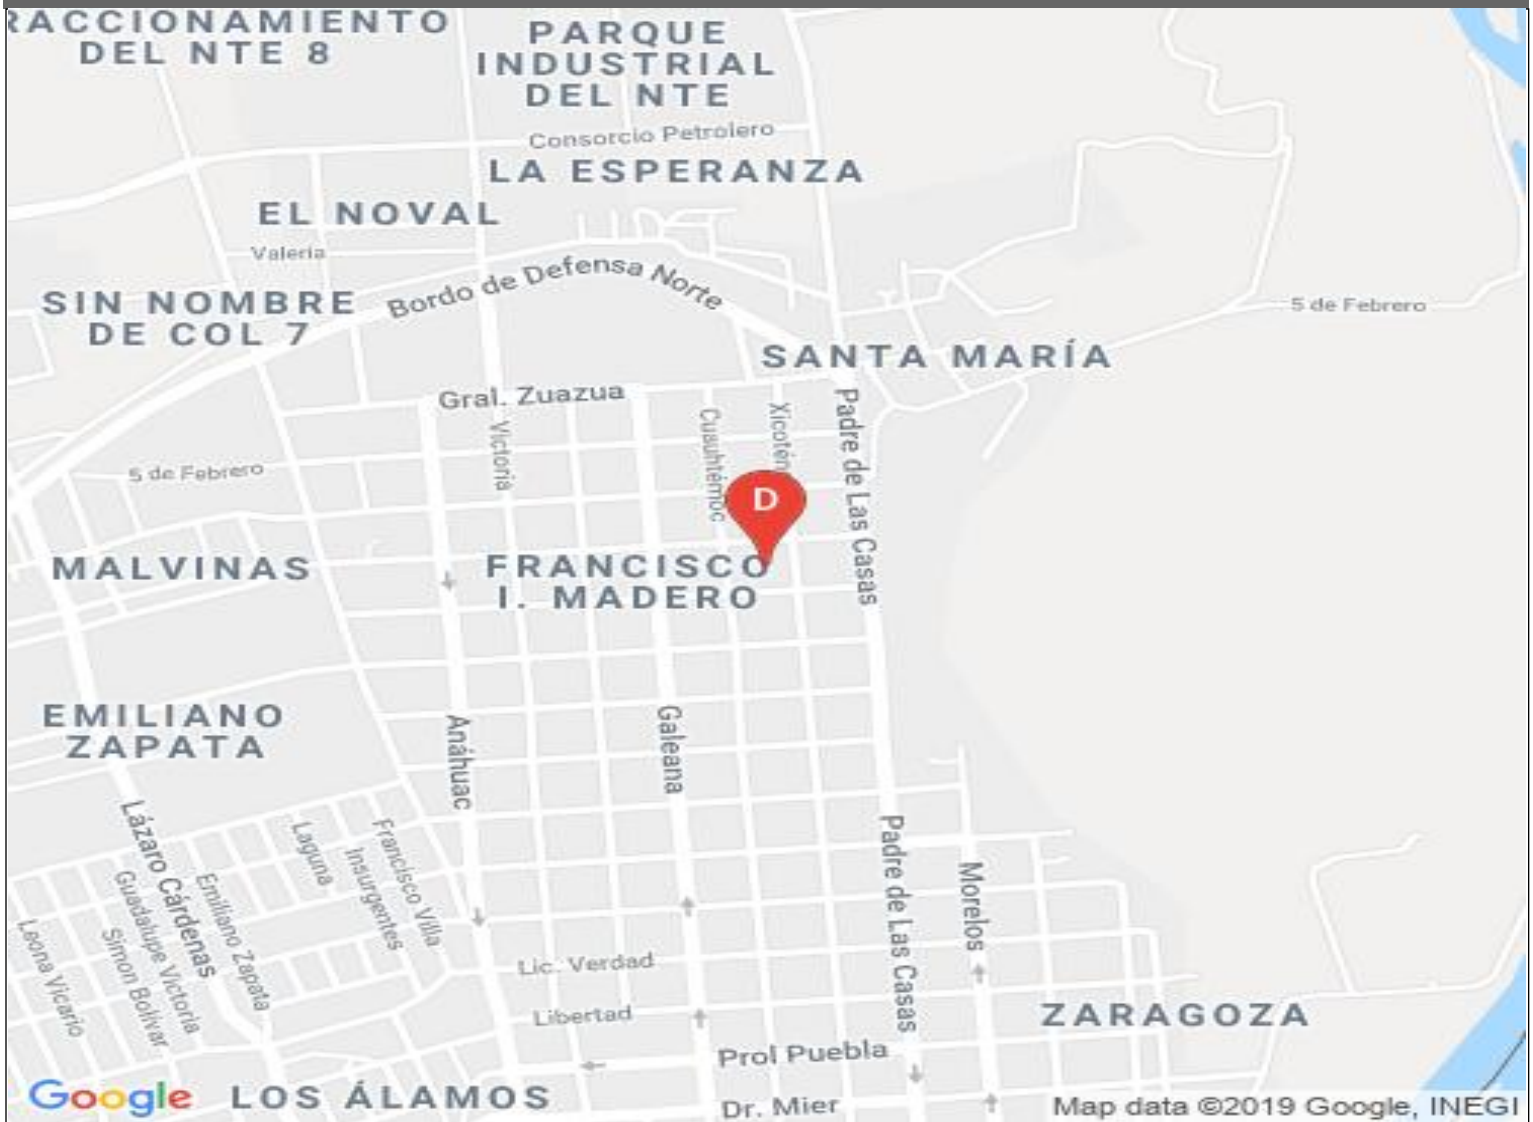 RACCIONAMIENTO
DEL NTE 8
PARQUE
INDUSTRIAL
DEL NTE
Consorcio Petrolero
LA ESPERANZA
EL NOVAL
Valeria
Bordo de Defensa Norte
SIN NOMBRE
DE COL 7
5 de Febrero
SANTA MARÍA
Gral. Zuazua
Victoria
Cuauhtémoc
Xicotén
Padre de Las Casas
5 de Febrero
D
MALVINAS
FRANCISCO
I. MADERO
EMILIANO
ZAPATA
Anáhuac
Galeana
Lázaro Cárdenas
Laguna
Francisco Villa
Insurgentes
Emiliano Zapata
Guadalupe Victoria
Simon Bolivar
Leona Vicario
Padre de Las Casas
Morelos
Lic. Verdad
Libertad
ZARAGOZA
Prol Puebla
Google
LOS ÁLAMOS
Dr. Mier
Map data ©2019 Google, INEGI